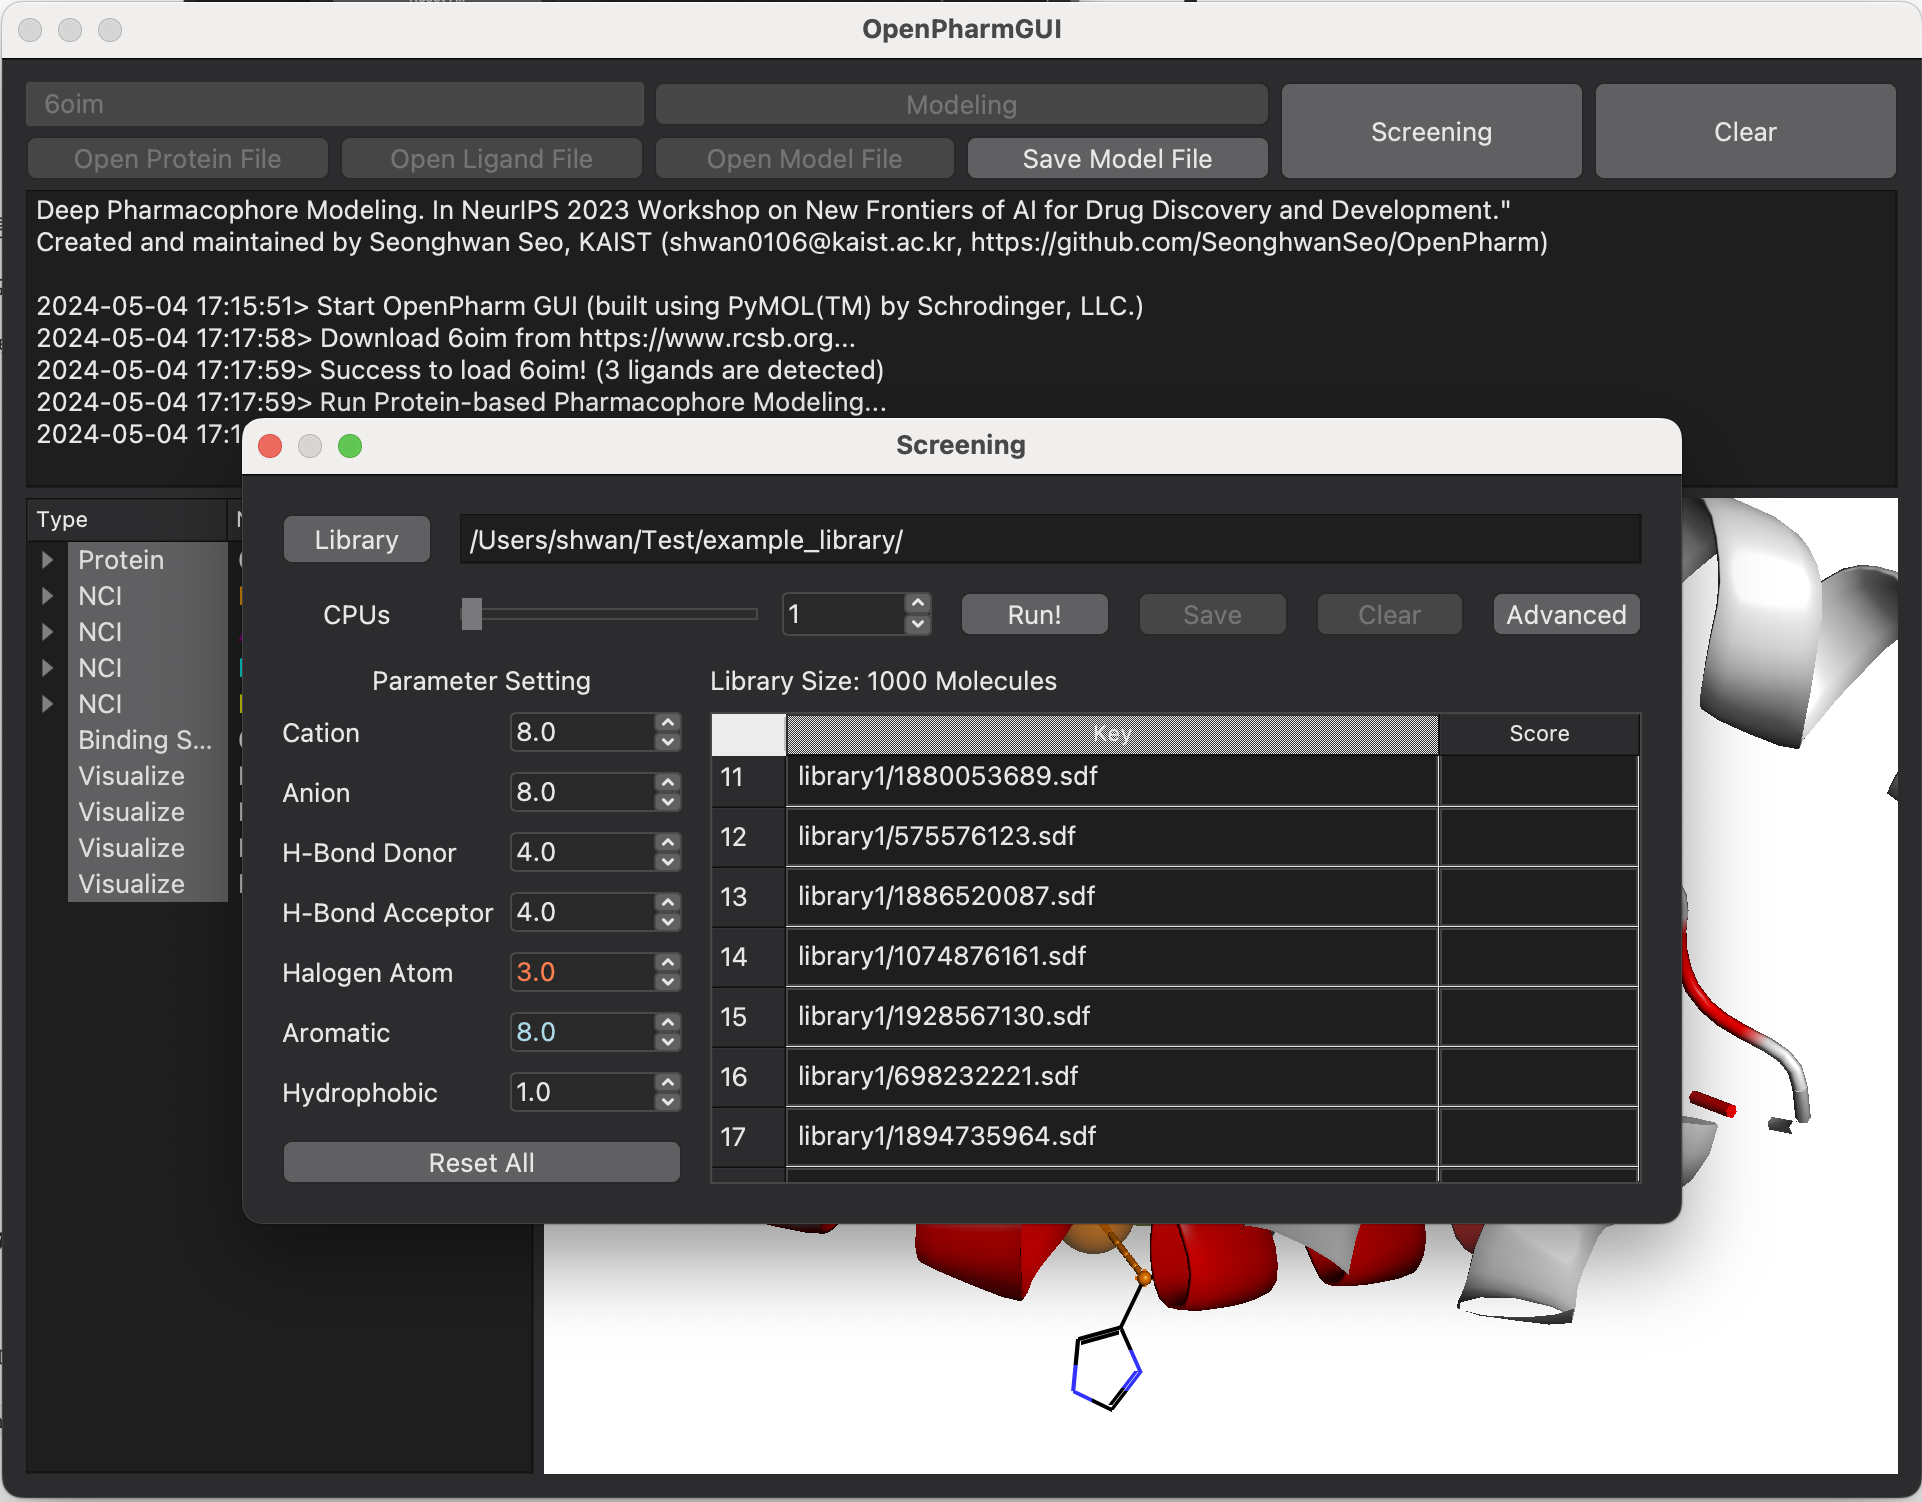 OpenPharmGUI
6oim
Modeling
Screening
Clear
Open Protein File
Open Ligand File
Open Model File
Save Model File
Deep Pharmacophore Modeling. In NeurIPS 2023 Workshop on New Frontiers of AI for Drug Discovery and Development."
Created and maintained by Seonghwan Seo, KAIST (shwan0106@kaist.ac.kr, https://github.com/SeonghwanSeo/OpenPharm)
2024-05-04 17:15:51> Start OpenPharm GUI (built using PyMOL(TM) by Schrodinger, LLC.)
2024-05-04 17:17:58> Download 6oim from https://www.rcsb.org...
2024-05-04 17:17:59> Success to load 6oim! (3 ligands are detected)
2024-05-04 17:17:59> Run Protein-based Pharmacophore Modeling...
2024-05-04 17:1
Type
Protein
NCI
NCI
NCI
NCI
Binding S...
Visualize
Visualize
Visualize
Visualize
Screening
Library
/Users/shwan/Test/example_library/
CPUs
1
Run!
Save
Clear
Advanced
Parameter Setting
Cation 8.0
Anion 8.0
H-Bond Donor 4.0
H-Bond Acceptor 4.0
Halogen Atom 3.0
Aromatic 8.0
Hydrophobic 1.0
Reset All
Library Size: 1000 Molecules
Key Score
11 library1/1880053689.sdf
12 library1/575576123.sdf
13 library1/1886520087.sdf
14 library1/1074876161.sdf
15 library1/1928567130.sdf
16 library1/698232221.sdf
17 library1/1894735964.sdf